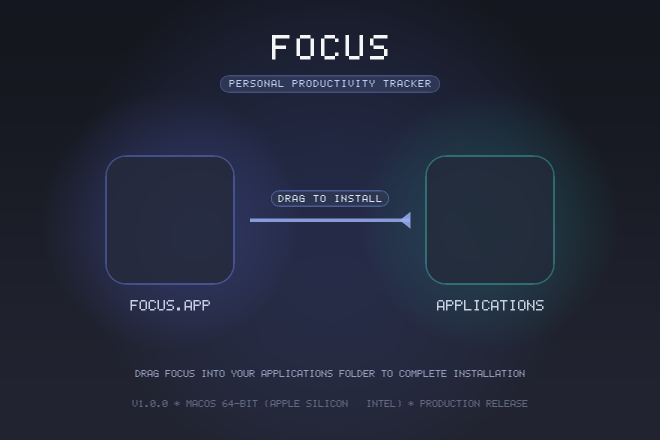 FOCUS
PERSONAL PRODUCTIVITY TRACKER
DRAG TO INSTALL
FOCUS.APP
APPLICATIONS
DRAG FOCUS INTO YOUR APPLICATIONS FOLDER TO COMPLETE INSTALLATION
V1.0.0 * MACOS 64-BIT (APPLE SILICON   INTEL) * PRODUCTION RELEASE